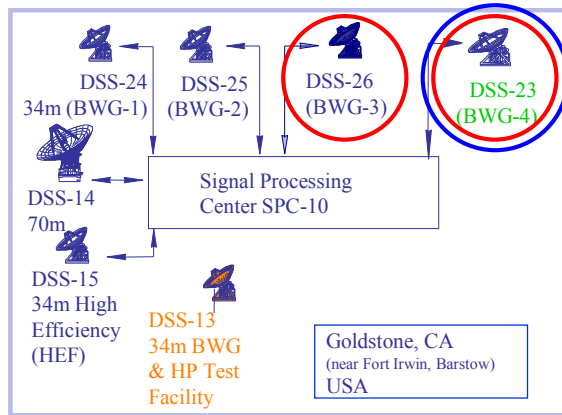 DSS-24
34m (BWG-1)
DSS-25
(BWG-2)
DSS-26
(BWG-3)
DSS-23
(BWG-4)
DSS-14
70m
Signal Processing
Center SPC-10
DSS-15
34m High
Efficiency
(HEF)
DSS-13
34m BWG
& HP Test
Facility
Goldstone, CA
(near Fort Irwin, Barstow)
USA